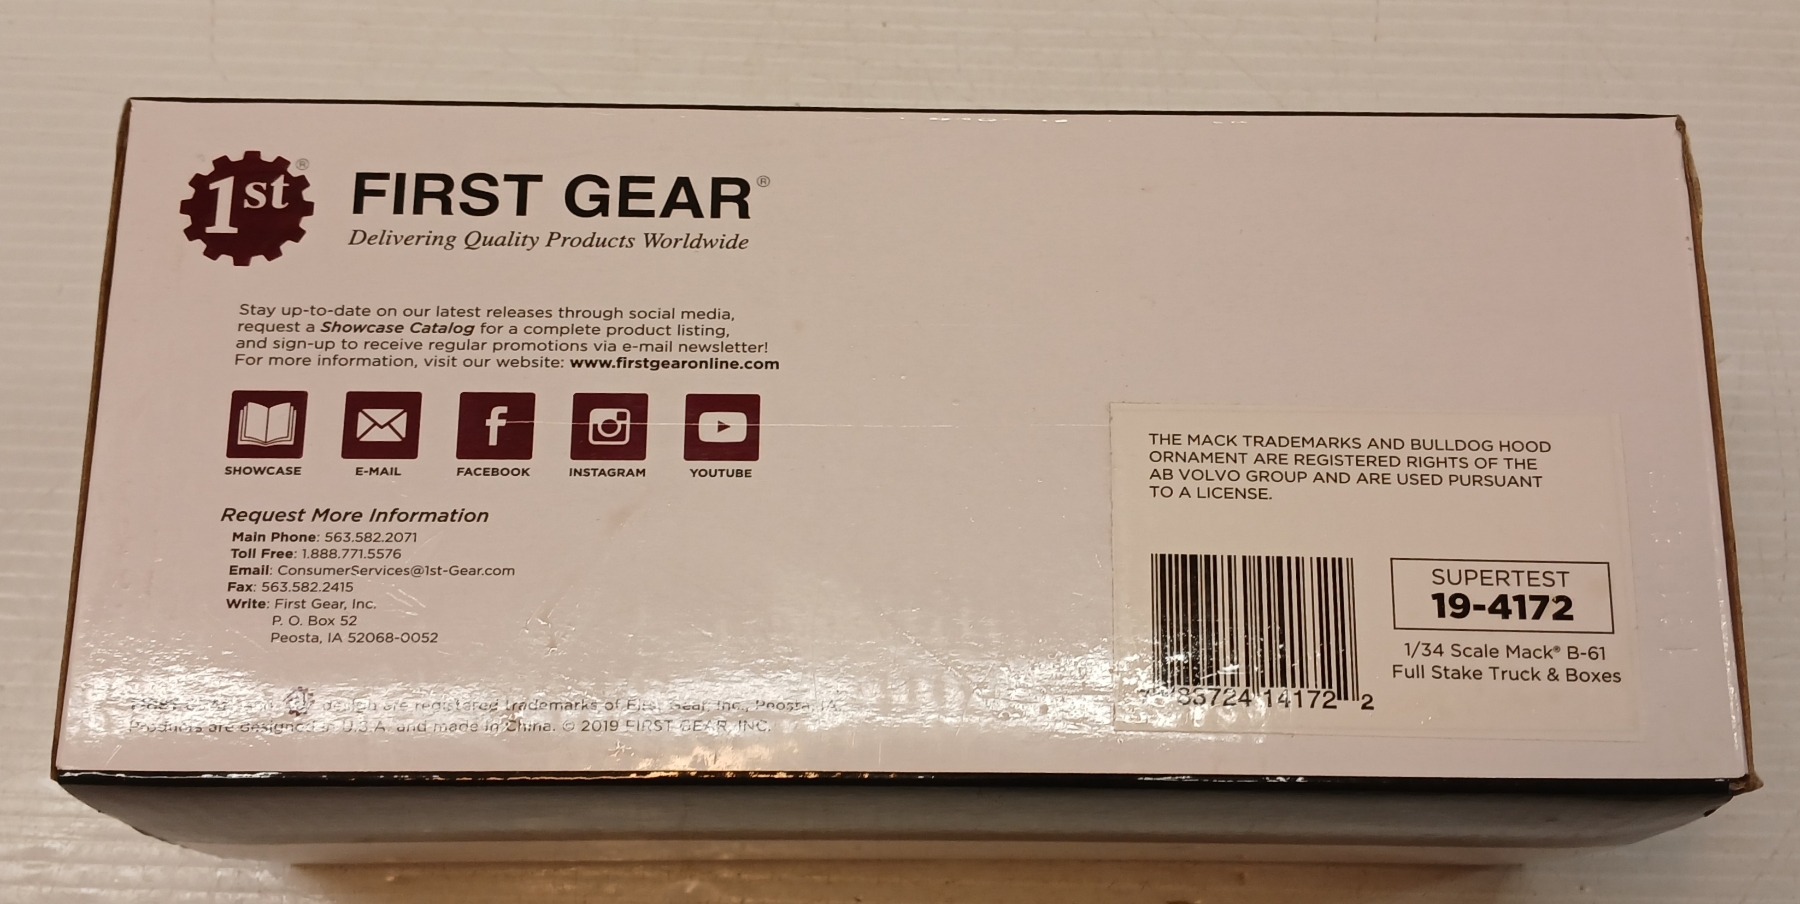 1st®
FIRST GEAR®
Delivering Quality Products Worldwide
Stay up-to-date on our latest releases through social media,
request a Showcase Catalog for a complete product listing,
and sign-up to receive regular promotions via e-mail newsletter!
For more information, visit our website: www.firstgearonline.com
SHOWCASE
E-MAIL
FACEBOOK
INSTAGRAM
YOUTUBE
Request More Information
Main Phone: 563.582.2071
Toll Free: 1.888.771.5576
Email: ConsumerServices@1st-Gear.com
Fax: 563.582.2415
Write: First Gear, Inc.
P. O. Box 52
Peosta, IA 52068-0052
design are registered trademarks of First Gear, Inc., Peosta, IA.
Products are designed in U.S.A. and made in China. © 2019 FIRST GEAR, INC.
THE MACK TRADEMARKS AND BULLDOG HOOD
ORNAMENT ARE REGISTERED RIGHTS OF THE
AB VOLVO GROUP AND ARE USED PURSUANT
TO A LICENSE.
83724 14172 2
SUPERTEST
19-4172
1/34 Scale Mack® B-61
Full Stake Truck & Boxes